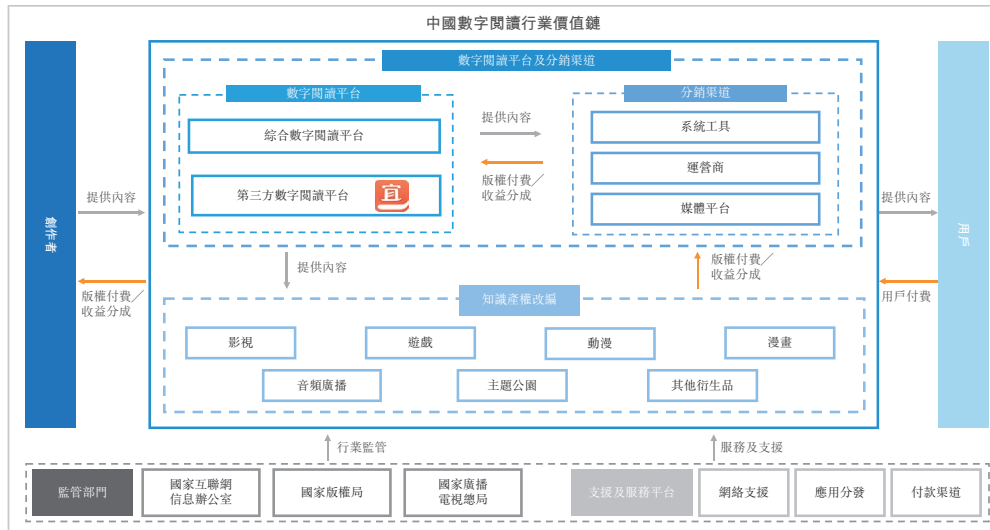 中國數字閱讀行業價值鏈
數字閱讀平台及分銷渠道
數字閱讀平台
綜合數字閱讀平台
第三方數字閱讀平台
宜
提供內容
版權付費／
收益分成
分銷渠道
系統工具
運營商
媒體平台
創作者
提供內容
版權付費／
收益分成
提供內容
用戶付費
用戶
提供內容
版權付費／
收益分成
知識產權改編
影視
遊戲
動漫
漫畫
音頻廣播
主題公園
其他衍生品
行業監管
服務及支援
監管部門
國家互聯網
信息辦公室
國家版權局
國家廣播
電視總局
支援及服務平台
網絡支援
應用分發
付款渠道